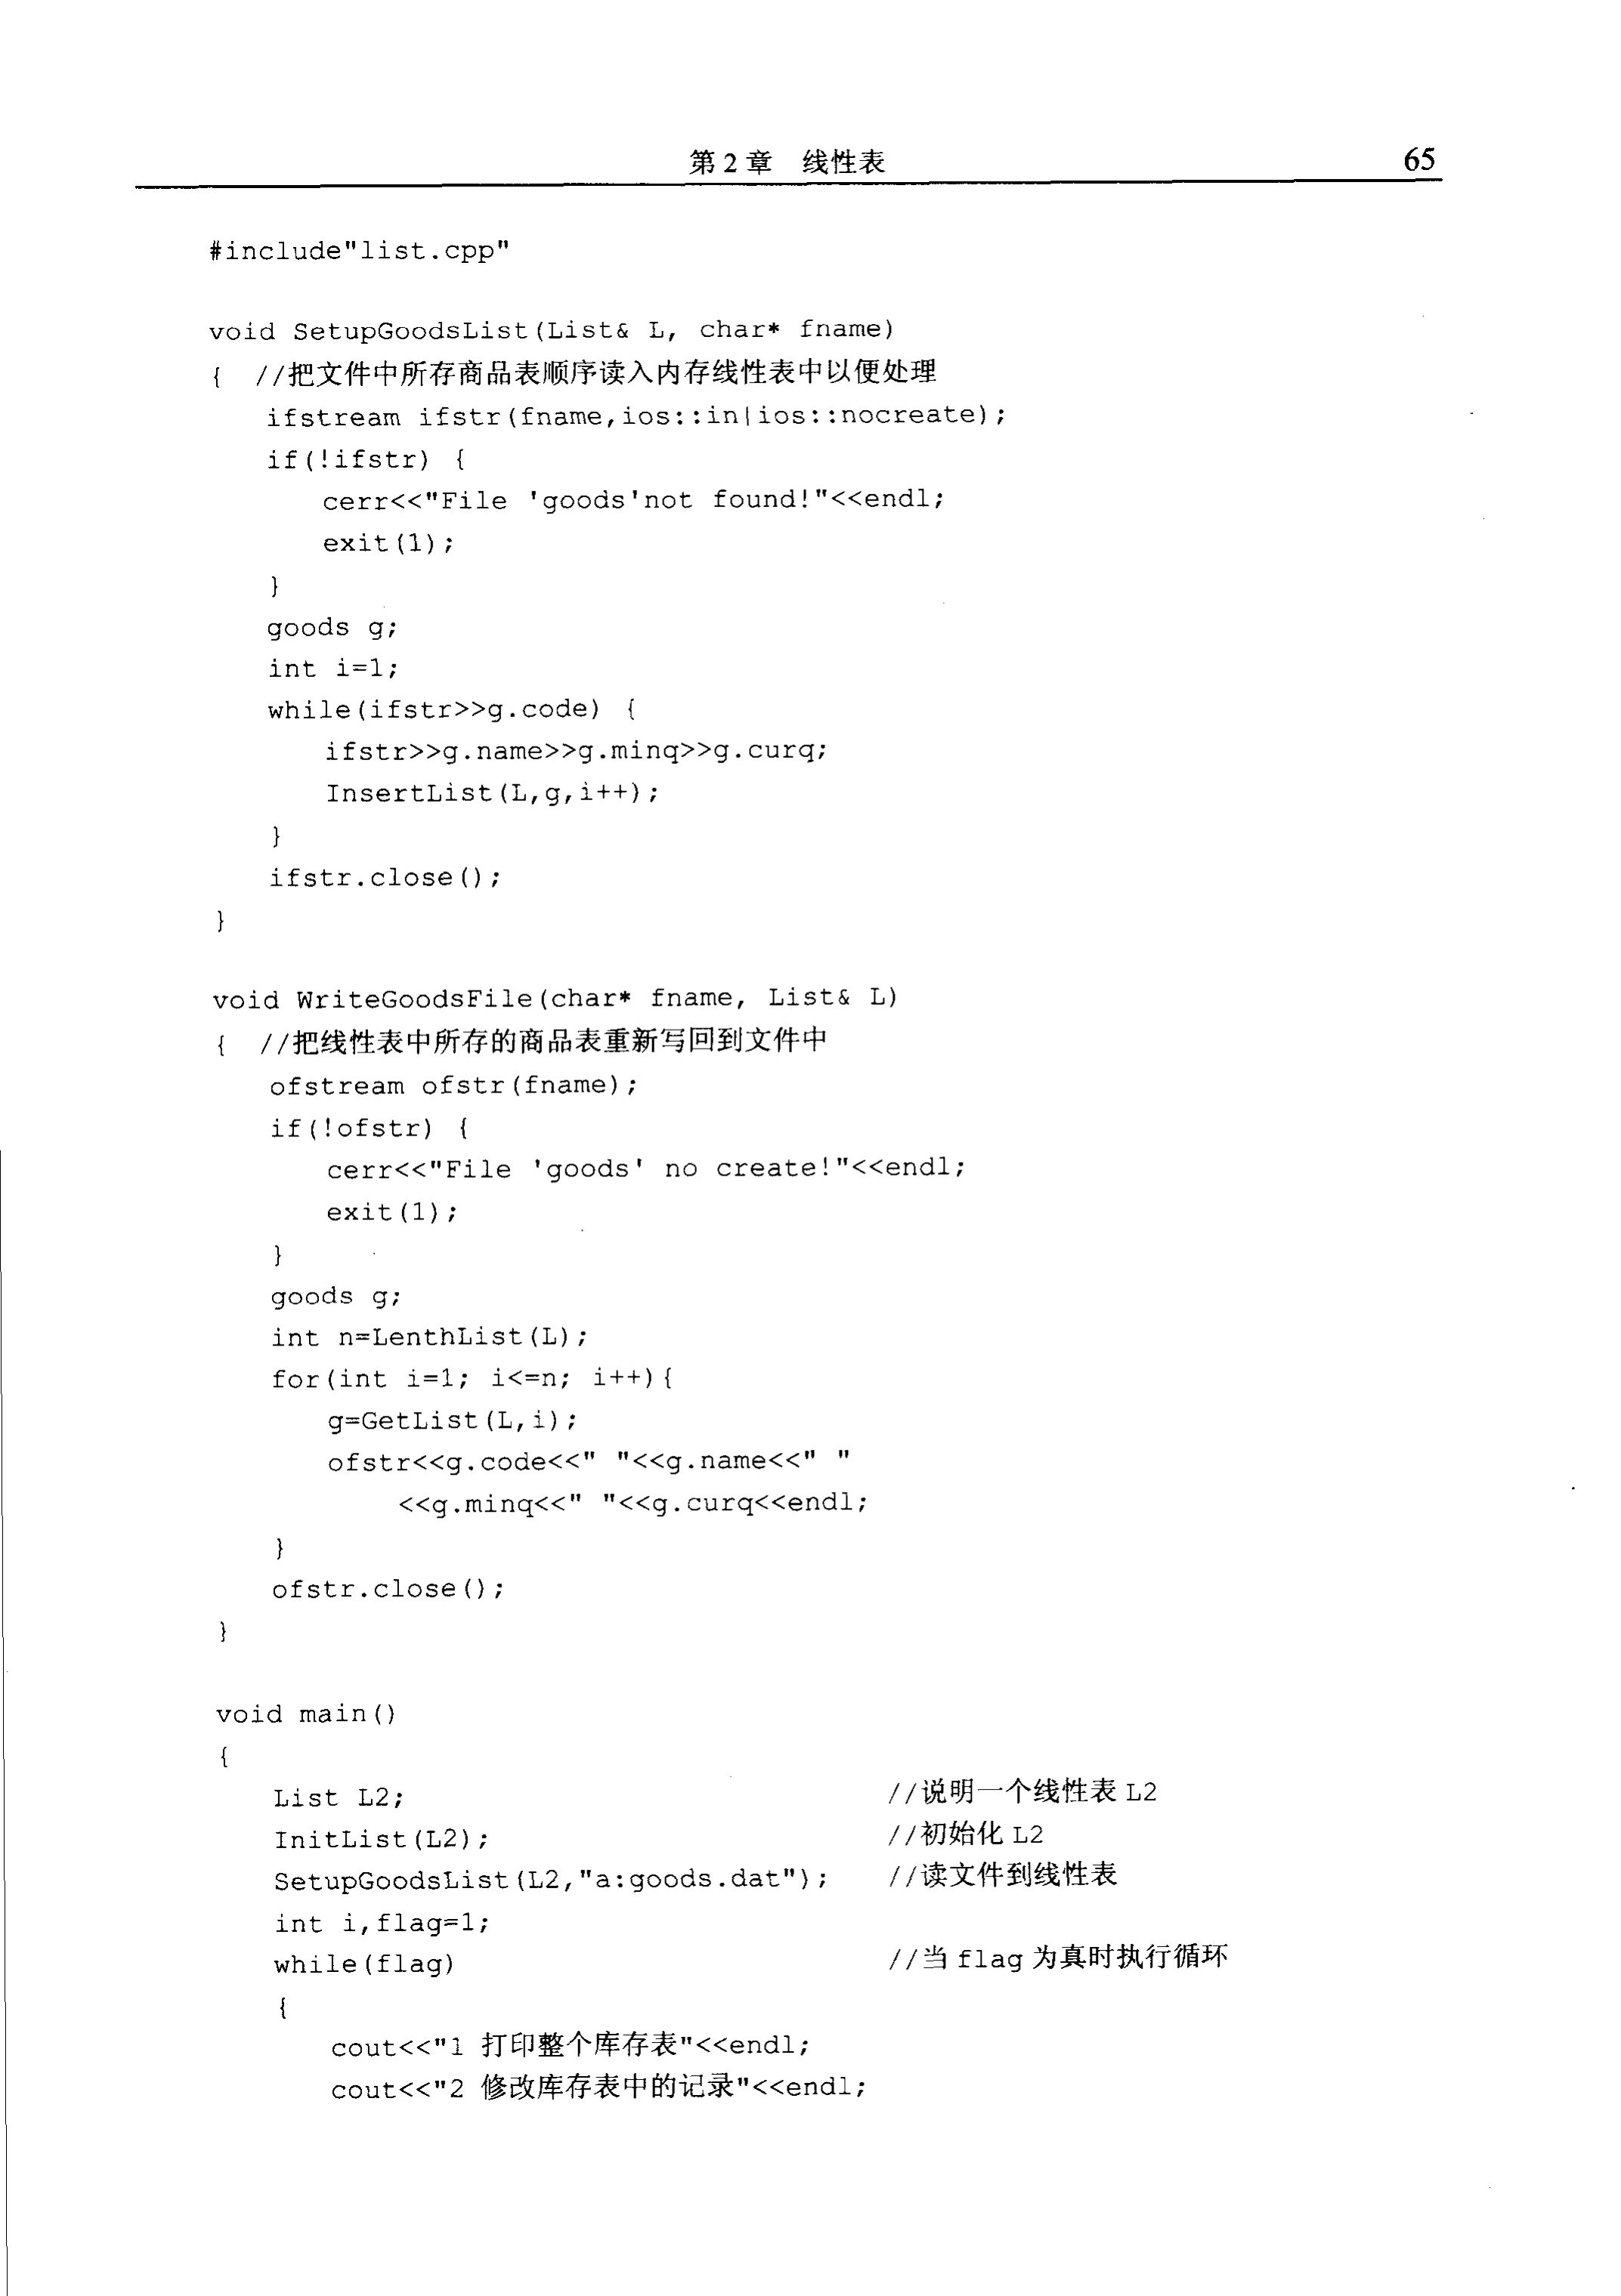 第 2 章 线性表 65
#include"list.cpp"
void SetupGoodsList(List& L, char* fname)
{ //把文件中所存商品表顺序读入内存线性表中以便处理
ifstream ifstr(fname,ios::in|ios::nocreate);
if(!ifstr) {
cerr<<"File 'goods'not found!"<<endl;
exit(1);
}
goods g;
int i=1;
while(ifstr>>g.code) {
ifstr>>g.name>>g.minq>>g.curq;
InsertList(L,g,i++);
}
ifstr.close();
}
void WriteGoodsFile(char* fname, List& L)
{ //把线性表中所存的商品表重新写回到文件中
ofstream ofstr(fname);
if(!ofstr) {
cerr<<"File 'goods' no create!"<<endl;
exit(1);
}
goods g;
int n=LenthList(L);
for(int i=1; i<=n; i++){
g=GetList(L,i);
ofstr<<g.code<<" "<<g.name<<" "
<<g.minq<<" "<<g.curq<<endl;
}
ofstr.close();
}
void main()
{
List L2; //说明一个线性表 L2
InitList(L2); //初始化 L2
SetupGoodsList(L2,"a:goods.dat"); //读文件到线性表
int i,flag=1;
while(flag) //当 flag 为真时执行循环
{
cout<<"1 打印整个库存表"<<endl;
cout<<"2 修改库存表中的记录"<<endl;